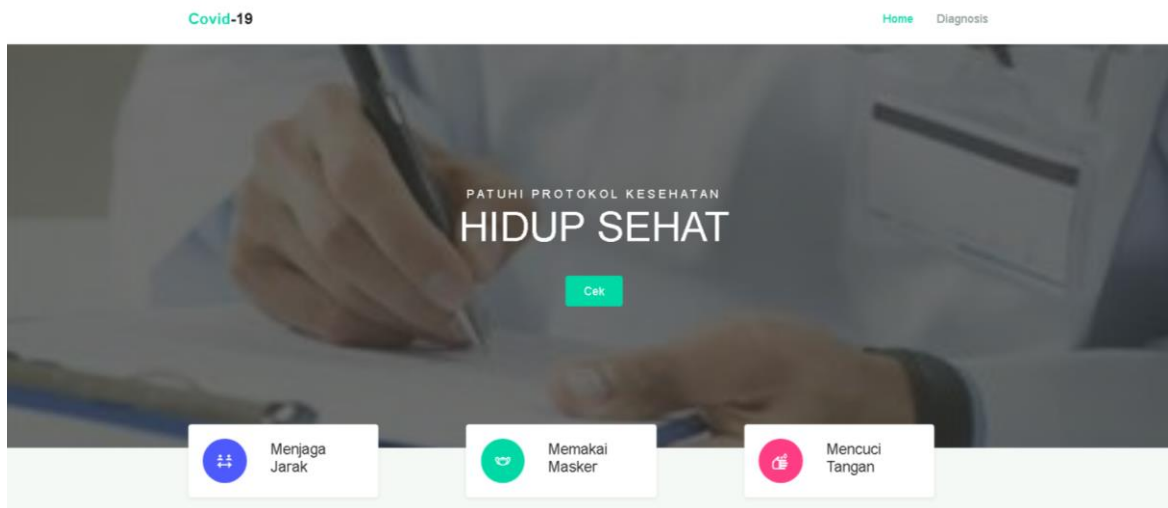 Covid-19
Home Diagnosis
PATUHI PROTOKOL KESEHATAN
HIDUP SEHAT
Cek
Menjaga
Jarak
Memakai
Masker
Mencuci
Tangan